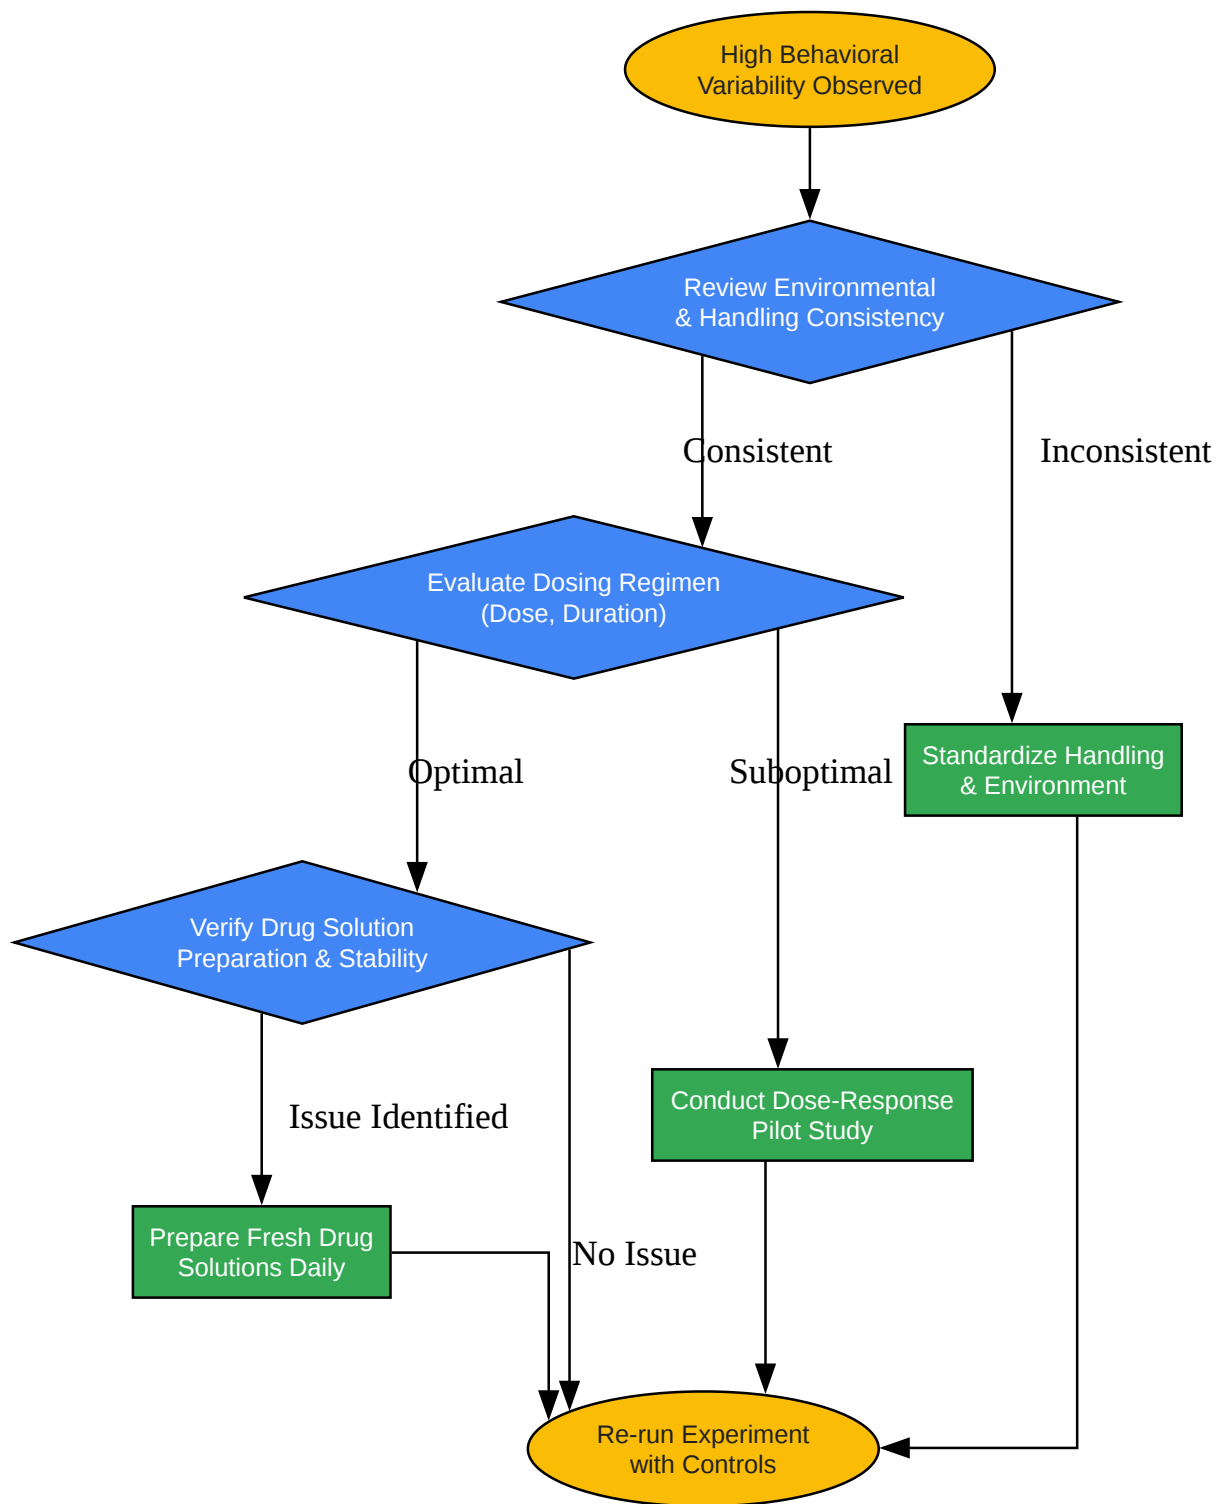 High Behavioral
Variability Observed
Review Environmental
& Handling Consistency
Consistent
Inconsistent
Evaluate Dosing Regimen
(Dose, Duration)
Optimal
Suboptimal
Standardize Handling
& Environment
Verify Drug Solution
Preparation & Stability
Issue Identified
Conduct Dose-Response
Pilot Study
Prepare Fresh Drug
Solutions Daily
No Issue
Re-run Experiment
with Controls